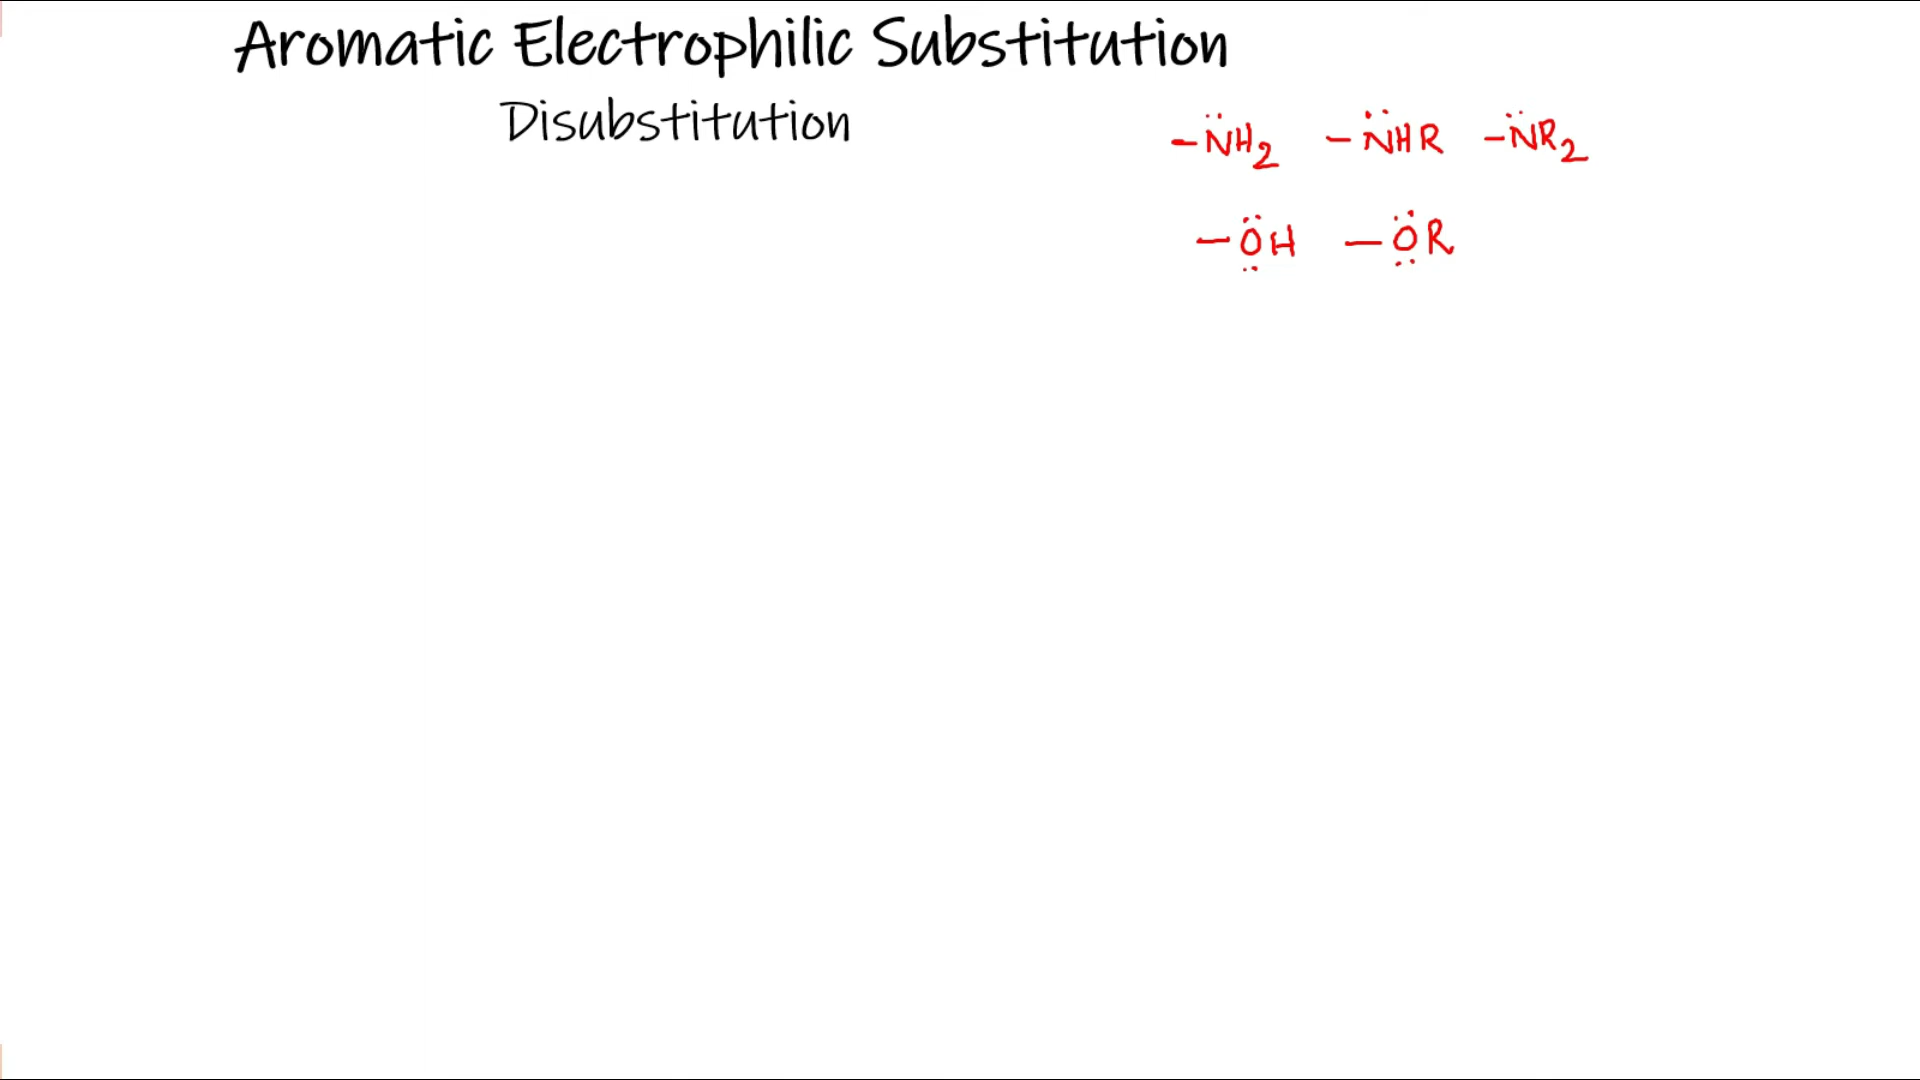 Aromatic Electrophilic Substitution
Disubstitution
-N̈H₂ -N̈HR -N̈R₂
-ÖH -ÖR